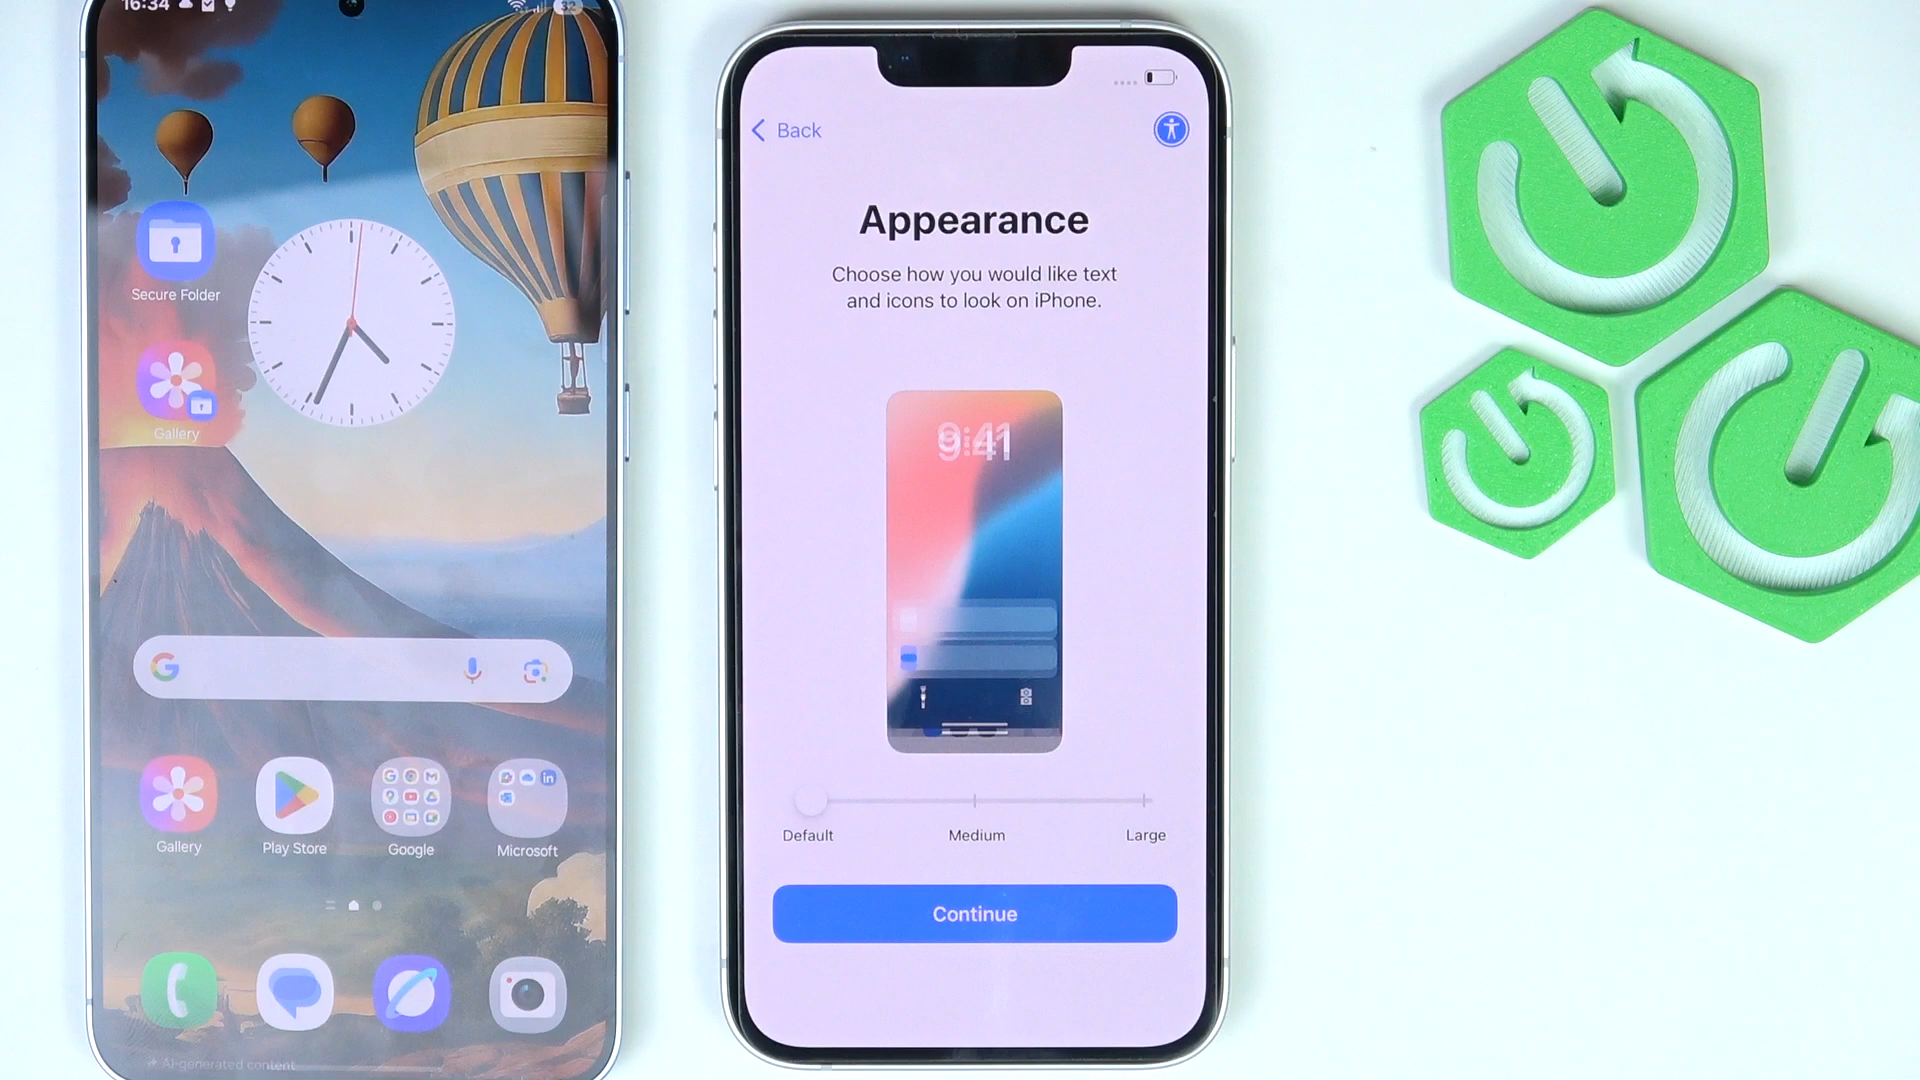 16:34
32
Secure Folder
Gallery
Gallery
Play Store
Google
Microsoft
AI-generated content
Back
Appearance
Choose how you would like text
and icons to look on iPhone.
9:41
Default
Medium
Large
Continue